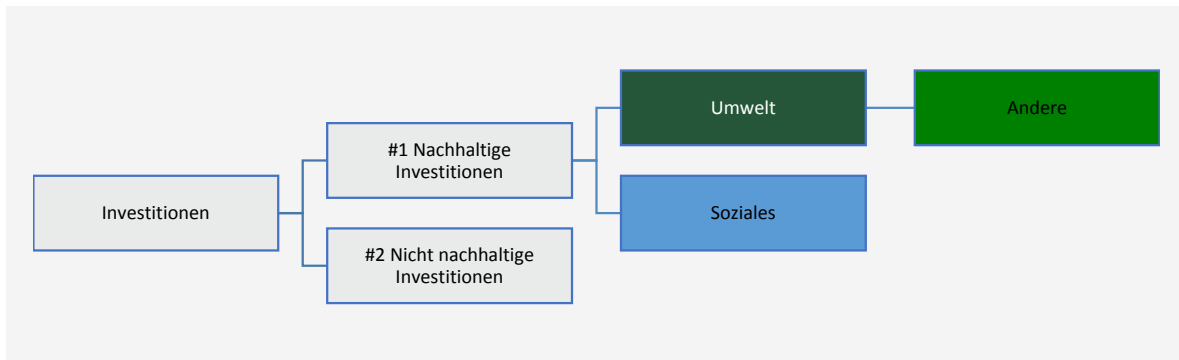 Investitionen
#1 Nachhaltige
Investitionen
#2 Nicht nachhaltige
Investitionen
Umwelt
Soziales
Andere